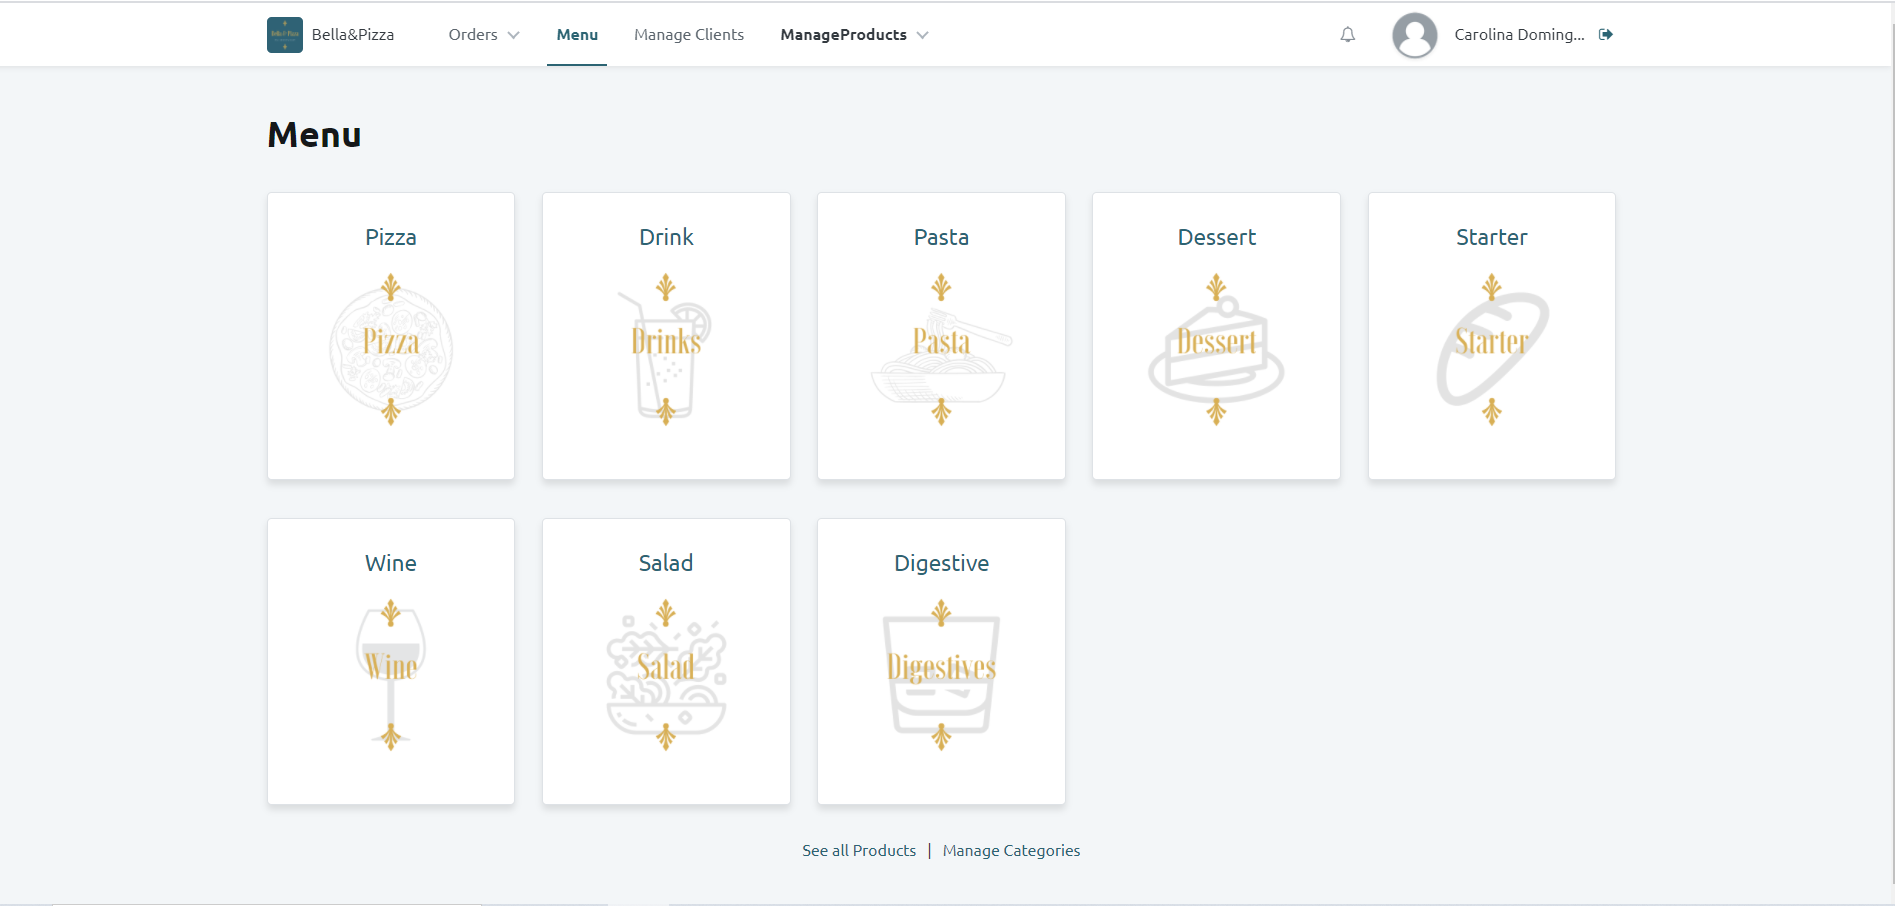 Bella&Pizza
Orders
Menu
Manage Clients
ManageProducts
Carolina Doming...
Menu
Pizza
Drink
Pasta
Dessert
Starter
Pizza
Drinks
Pasta
Dessert
Starter
Wine
Salad
Digestive
Wine
Salad
Digestives
See all Products | Manage Categories